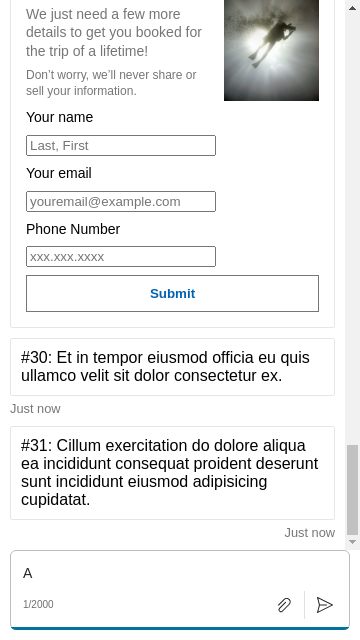 We just need a few more
details to get you booked for
the trip of a lifetime!
Don’t worry, we’ll never share or
sell your information.
Your name
Last, First
Your email
youremail@example.com
Phone Number
xxx.xxx.xxxx
Submit
#30: Et in tempor eiusmod officia eu quis
ullamco velit sit dolor consectetur ex.
Just now
#31: Cillum exercitation do dolore aliqua
ea incididunt consequat proident deserunt
sunt incididunt eiusmod adipisicing
cupidatat.
Just now
A
1/2000